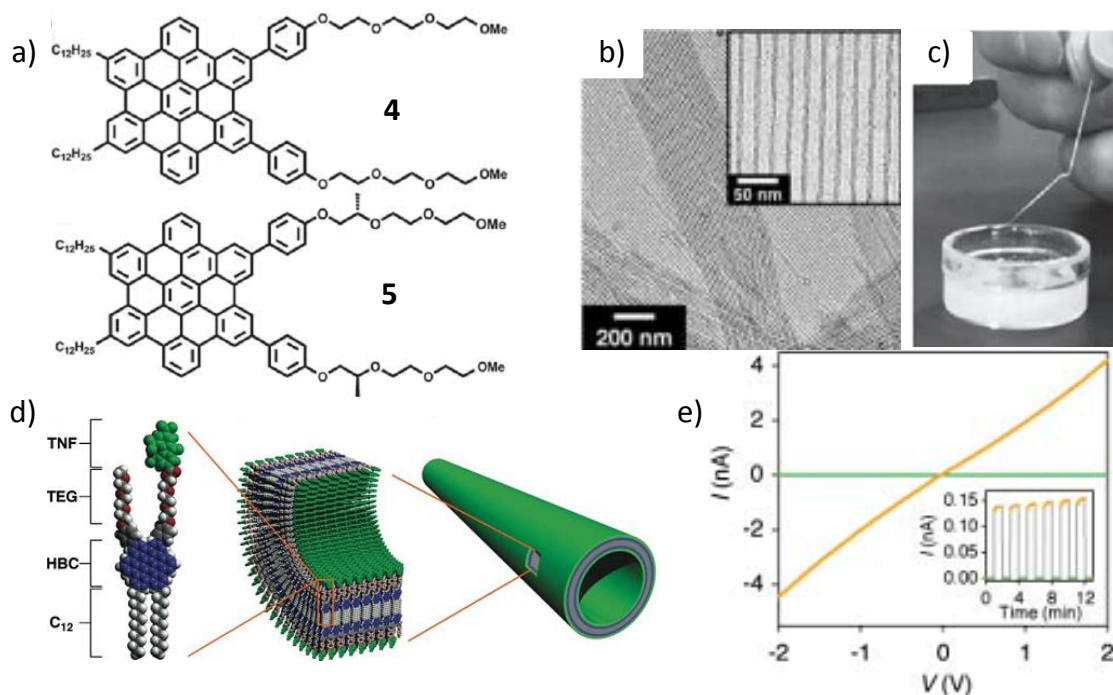 a)
C₁₂H₂₅
O
O
O
O
OMe
4
C₁₂H₂₅
O
O
O
O
OMe
C₁₂H₂₅
O
O
O
O
OMe
5
C₁₂H₂₅
O
O
O
O
OMe
b)
50 nm
200 nm
c)
d)
TNF
TEG
HBC
C₁₂
e)
I (nA)
4
2
0
-2
-4
-2
-1
0
1
2
V (V)
I (nA)
0.15
0.10
0.05
0.00
0
4
8
12
Time (min)